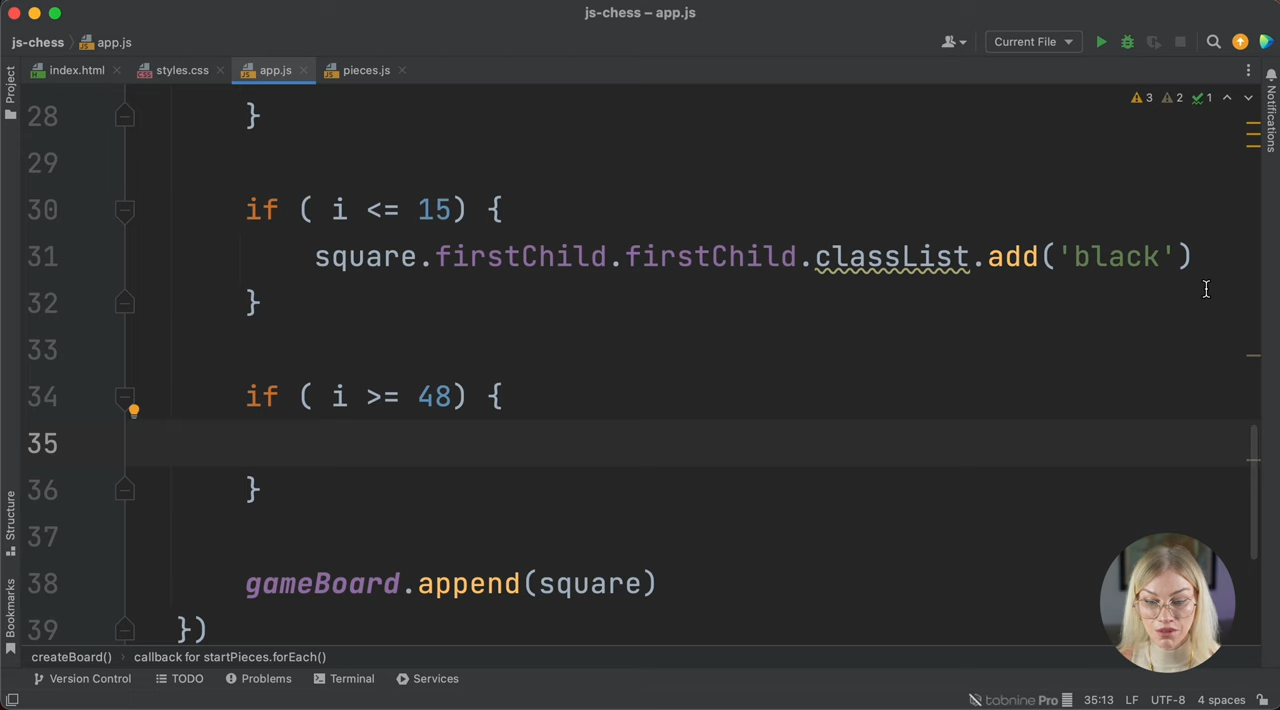 js-chess – app.js
js-chess app.js Current File
index.html styles.css app.js pieces.js
Project
Notifications
3 2 1
28 }
29
30 if ( i <= 15) {
31 square.firstChild.firstChild.classList.add('black')
32 }
33
34 if ( i >= 48) {
35
36 }
37
38 gameBoard.append(square)
39 })
Structure
Bookmarks
createBoard() callback for startPieces.forEach()
Version Control TODO Problems Terminal Services
tabnine Pro 35:13 LF UTF-8 4 spaces